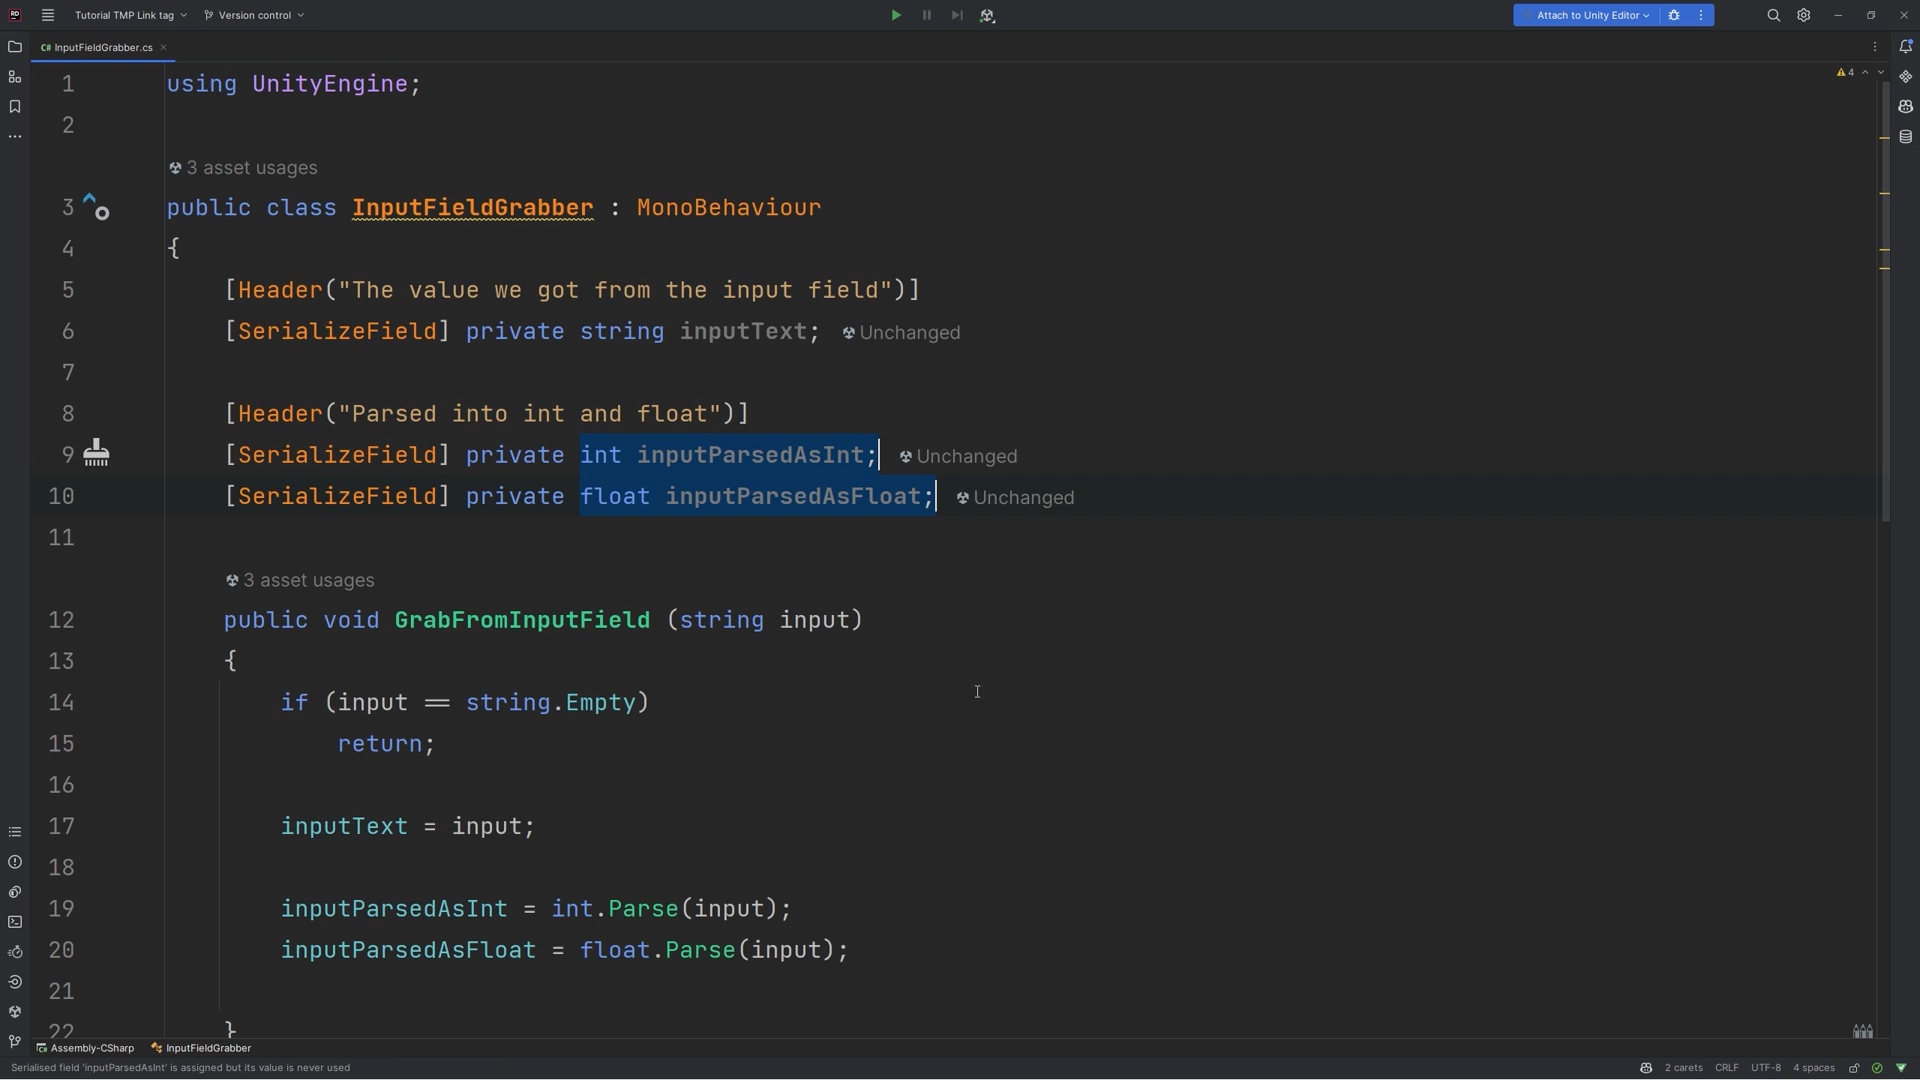 RD Tutorial TMP Link tag Version control Attach to Unity Editor
C# InputFieldGrabber.cs
4
1 using UnityEngine;
2
3 asset usages
3 public class InputFieldGrabber : MonoBehaviour
4 {
5 [Header("The value we got from the input field")]
6 [SerializeField] private string inputText; Unchanged
7
8 [Header("Parsed into int and float")]
9 [SerializeField] private int inputParsedAsInt; Unchanged
10 [SerializeField] private float inputParsedAsFloat; Unchanged
11
3 asset usages
12 public void GrabFromInputField (string input)
13 {
14 if (input == string.Empty)
15 return;
16
17 inputText = input;
18
19 inputParsedAsInt = int.Parse(input);
20 inputParsedAsFloat = float.Parse(input);
21
22 }
C# Assembly-CSharp InputFieldGrabber
Serialised field 'inputParsedAsInt' is assigned but its value is never used 2 carets CRLF UTF-8 4 spaces